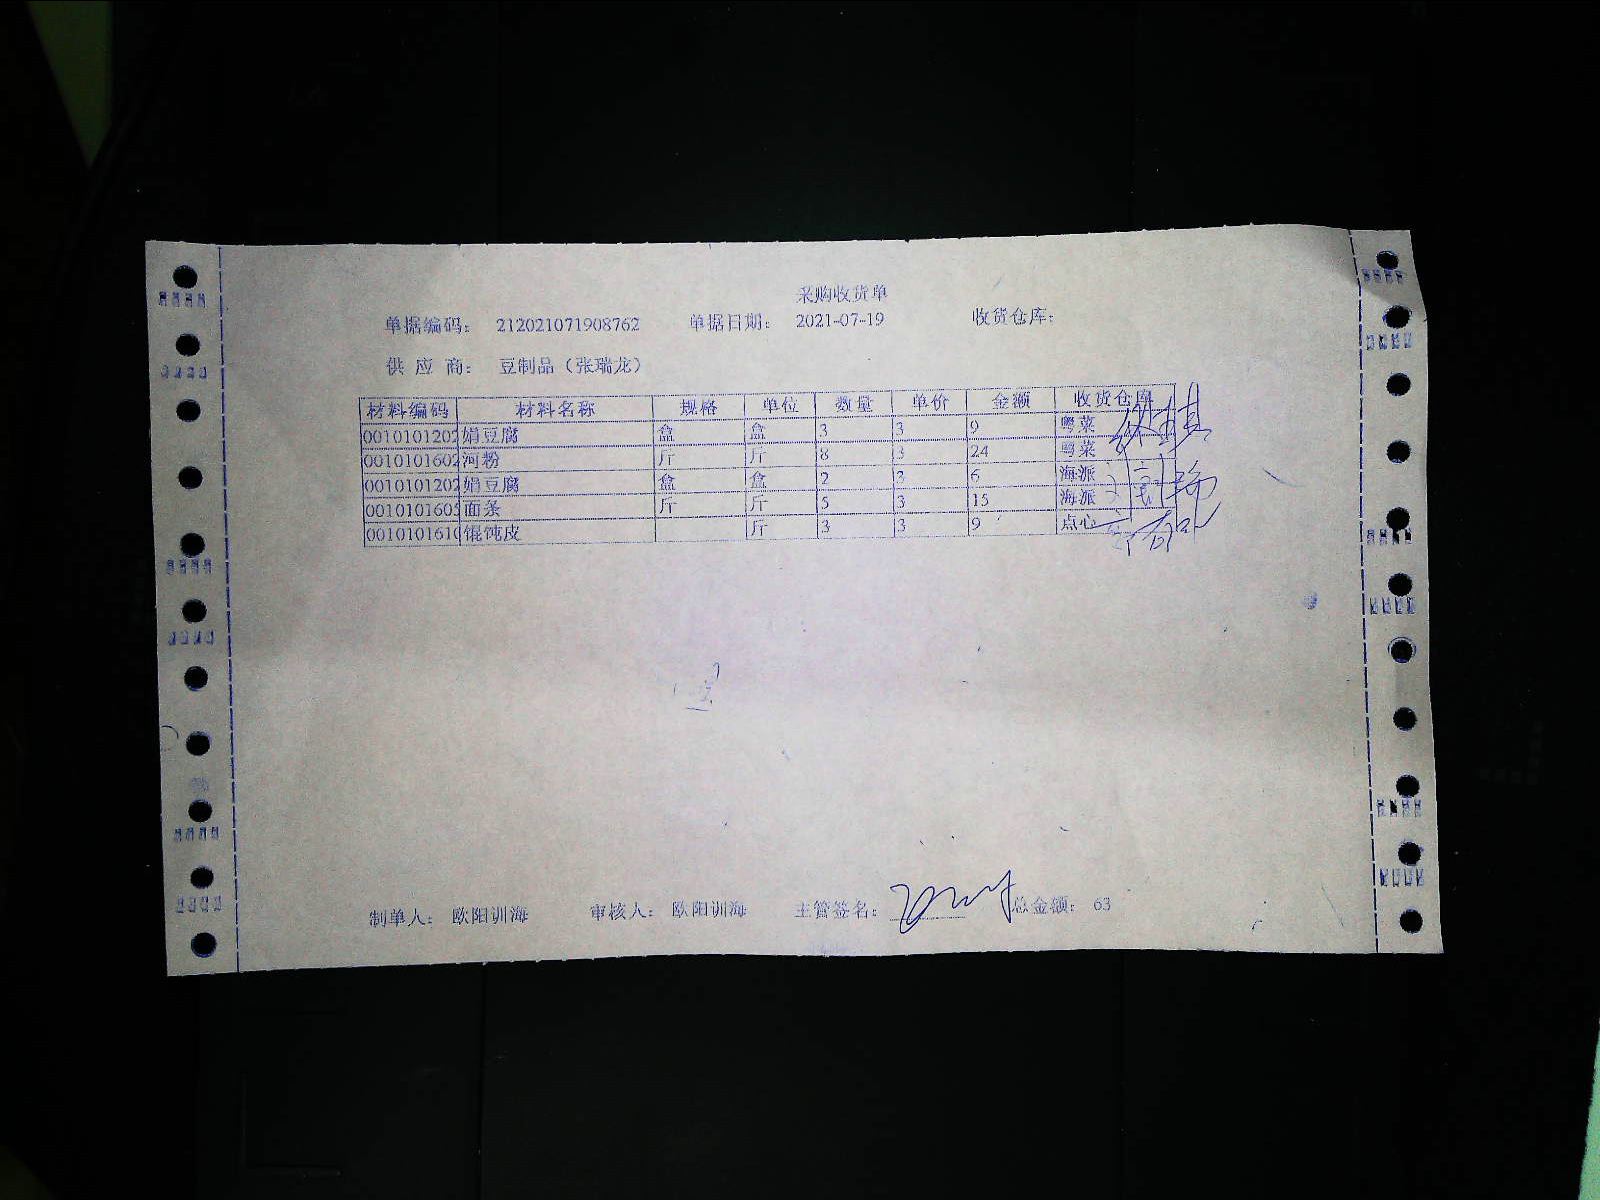 采购收货单
单据编码: 212021071908762 单据日期: 2021-07-19 收货仓库:
供 应 商: 豆制品（张瑞龙）
材料编码 材料名称 规格 单位 数量 单价 金额 收货仓库
0010101202 娟豆腐 盒 盒 3 3 9 粤菜
0010101602 河粉 斤 斤 8 3 24 粤菜
0010101202 娟豆腐 盒 盒 2 3 6 海派
0010101605 面条 斤 斤 5 3 15 海派
0010101610 馄饨皮 斤 3 3 9 点心
制单人: 欧阳训海 审核人: 欧阳训海 主管签名: 总金额: 63